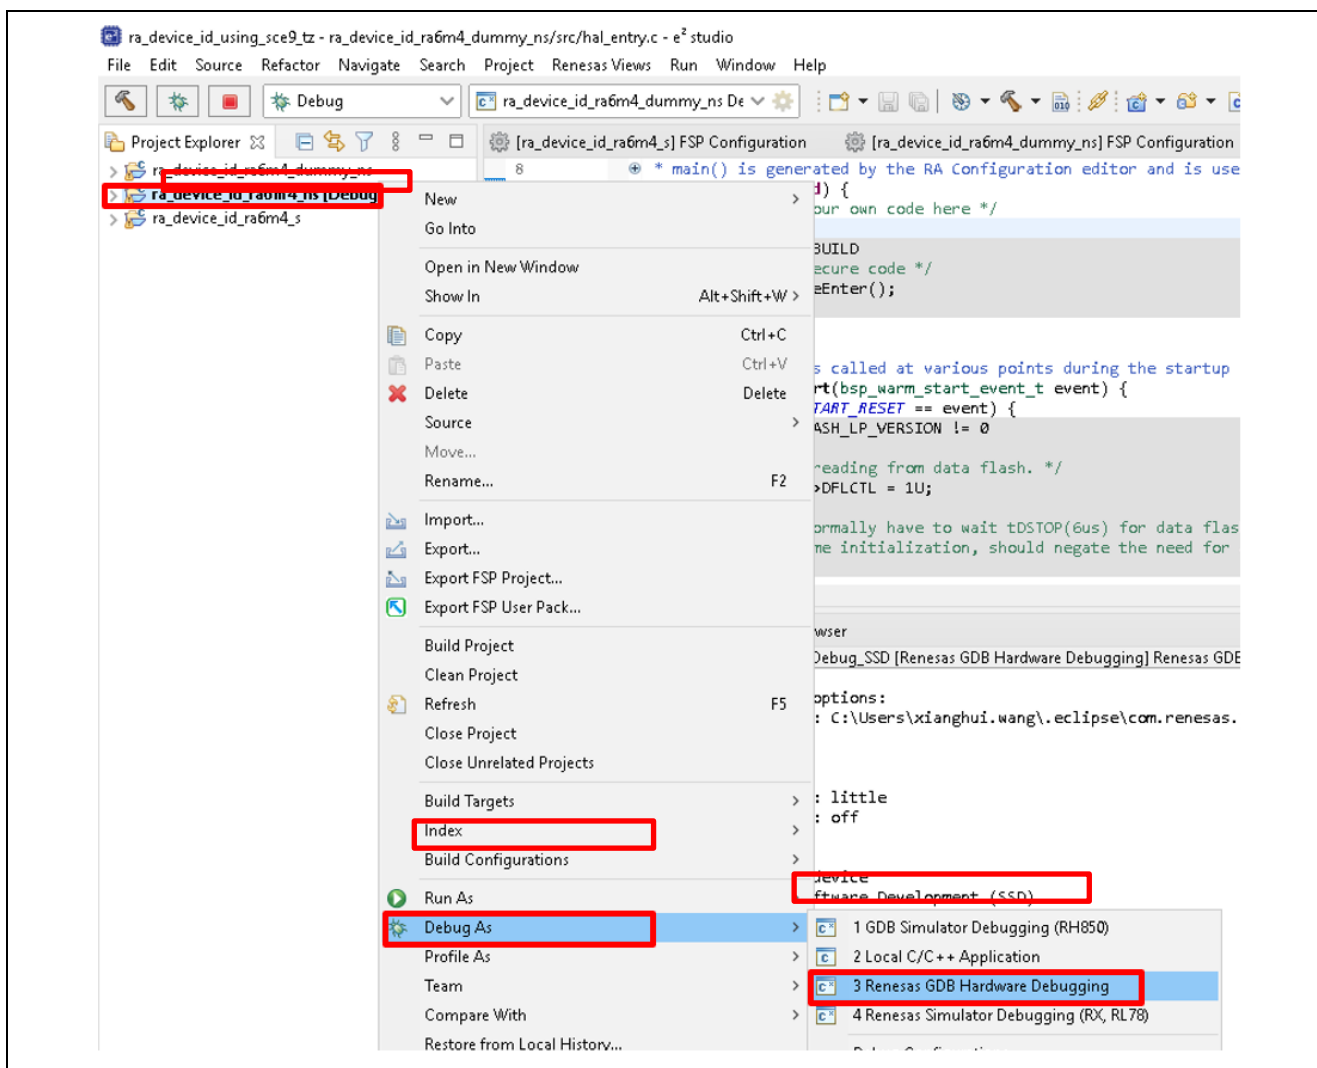 ra_device_id_using_sce9_tz - ra_device_id_ra6m4_dummy_ns/src/hal_entry.c - e² studio
File Edit Source Refactor Navigate Search Project Renesas Views Run Window Help
Debug
ra_device_id_ra6m4_dummy_ns De
Project Explorer
[ra_device_id_ra6m4_s] FSP Configuration
[ra_device_id_ra6m4_dummy_ns] FSP Configuration
ra_device_id_ra6m4_dummy_ns
ra_device_id_ra6m4_ns [Debug
ra_device_id_ra6m4_s
8 * main() is generated by the RA Configuration editor and is use
d) {
our own code here */
BUILD
ecure code */
eEnter();
s called at various points during the startup
rt(bsp_warm_start_event_t event) {
TART_RESET == event) {
ASH_LP_VERSION != 0
reading from data flash. */
>DFLCTL = 1U;
ormally have to wait tDSTOP(6us) for data flas
me initialization, should negate the need for
New
Go Into
Open in New Window
Show In Alt+Shift+W >
Copy Ctrl+C
Paste Ctrl+V
Delete Delete
Source
Move...
Rename... F2
Import...
Export...
Export FSP Project...
Export FSP User Pack...
Build Project
Clean Project
Refresh F5
Close Project
Close Unrelated Projects
Build Targets
Index
Build Configurations
Run As
Debug As
Profile As
Team
Compare With
Restore from Local History...
wser
Debug_SSD [Renesas GDB Hardware Debugging] Renesas GDE
options:
: C:\Users\xianghui.wang\.eclipse\com.renesas.
: little
: off
device
ftware Development (SSD)
1 GDB Simulator Debugging (RH850)
2 Local C/C++ Application
3 Renesas GDB Hardware Debugging
4 Renesas Simulator Debugging (RX, RL78)